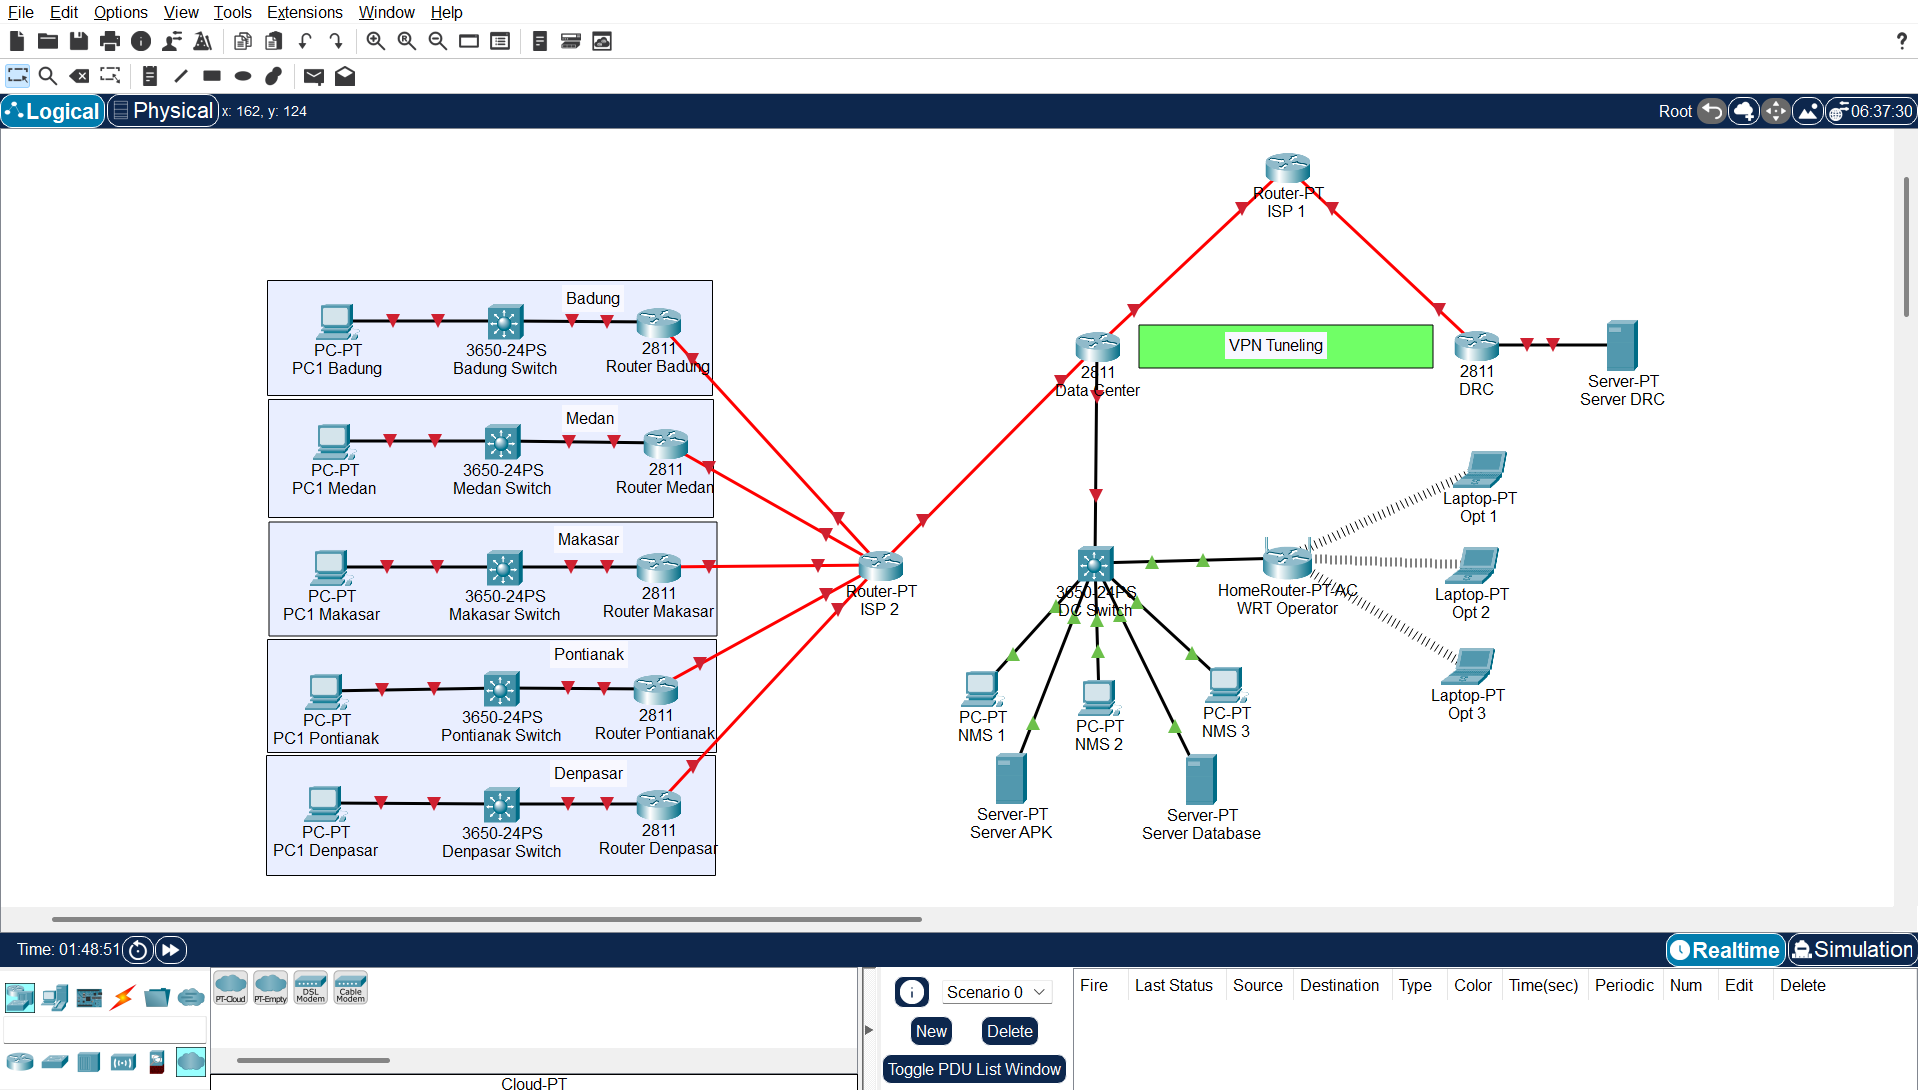 File Edit Options View Tools Extensions Window Help
?
Logical Physical x: 162, y: 124 Root 06:37:30
Router-PT
ISP 1
Badung
PC-PT
PC1 Badung
3650-24PS
Badung Switch
2811
Router Badung
Medan
PC-PT
PC1 Medan
3650-24PS
Medan Switch
2811
Router Medan
Makasar
PC-PT
PC1 Makasar
3650-24PS
Makasar Switch
2811
Router Makasar
Pontianak
PC-PT
PC1 Pontianak
3650-24PS
Pontianak Switch
2811
Router Pontianak
Denpasar
PC-PT
PC1 Denpasar
3650-24PS
Denpasar Switch
2811
Router Denpasar
Router-PT
ISP 2
2811
Data Center
VPN Tuneling
2811
DRC
Server-PT
Server DRC
3650-24PS
DC Switch
HomeRouter-PT-AC
WRT Operator
Laptop-PT
Opt 1
Laptop-PT
Opt 2
Laptop-PT
Opt 3
PC-PT
NMS 1
PC-PT
NMS 2
PC-PT
NMS 3
Server-PT
Server APK
Server-PT
Server Database
Time: 01:48:51 Realtime Simulation
PT-Cloud PT-Empty DSL Modem Cable Modem
Cloud-PT
Scenario 0
New Delete
Toggle PDU List Window
Fire Last Status Source Destination Type Color Time(sec) Periodic Num Edit Delete